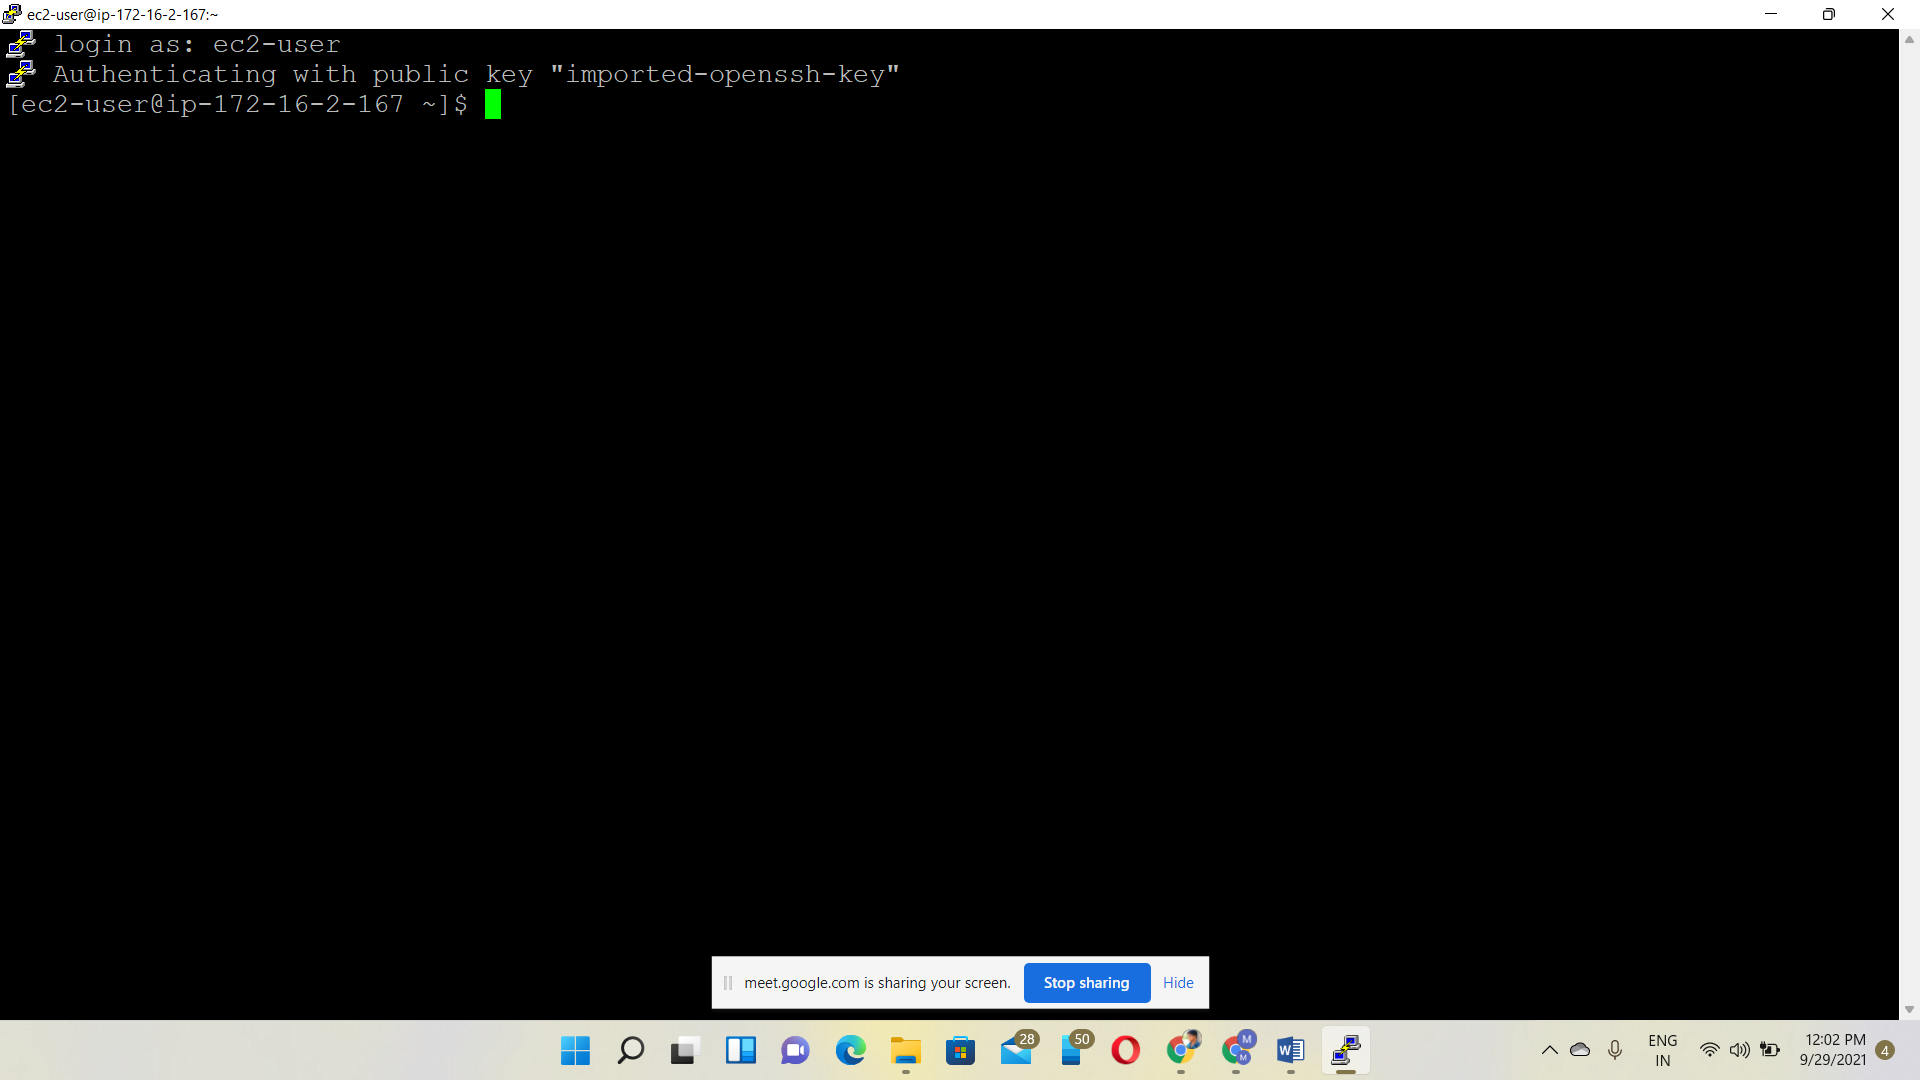 ec2-user@ip-172-16-2-167:~
login as: ec2-user
Authenticating with public key "imported-openssh-key"
[ec2-user@ip-172-16-2-167 ~]$
meet.google.com is sharing your screen. Stop sharing Hide
28
50
M
M
W
ENG
IN
12:02 PM
9/29/2021
4